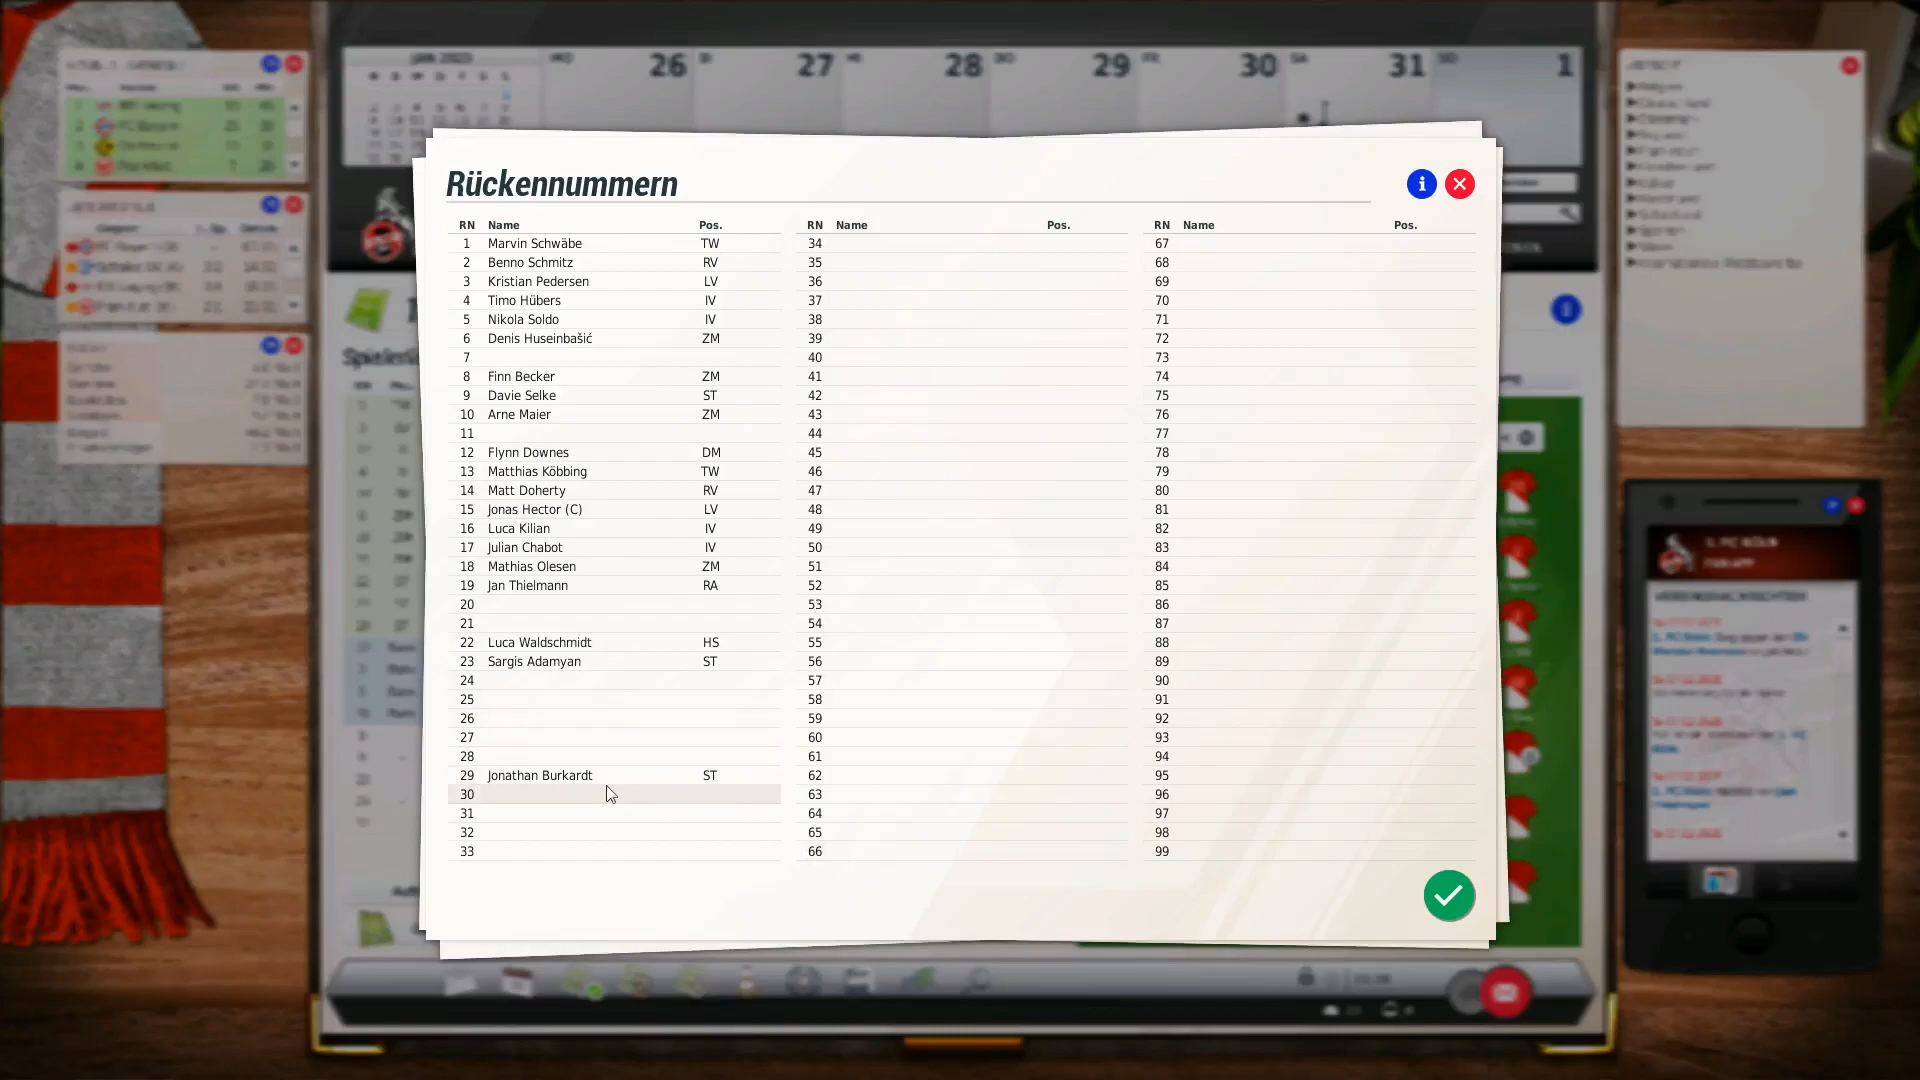 JAN 2023
26 27 28 29 30 31 1
Rückennummern
RN Name Pos. RN Name Pos. RN Name Pos.
1 Marvin Schwäbe TW 34 67
2 Benno Schmitz RV 35 68
3 Kristian Pedersen LV 36 69
4 Timo Hübers IV 37 70
5 Nikola Soldo IV 38 71
6 Denis Huseinbašić ZM 39 72
7 40 73
8 Finn Becker ZM 41 74
9 Davie Selke ST 42 75
10 Arne Maier ZM 43 76
11 44 77
12 Flynn Downes DM 45 78
13 Matthias Köbbing TW 46 79
14 Matt Doherty RV 47 80
15 Jonas Hector (C) LV 48 81
16 Luca Kilian IV 49 82
17 Julian Chabot IV 50 83
18 Mathias Olesen ZM 51 84
19 Jan Thielmann RA 52 85
20 53 86
21 54 87
22 Luca Waldschmidt HS 55 88
23 Sargis Adamyan ST 56 89
24 57 90
25 58 91
26 59 92
27 60 93
28 61 94
29 Jonathan Burkardt ST 62 95
30 63 96
31 64 97
32 65 98
33 66 99